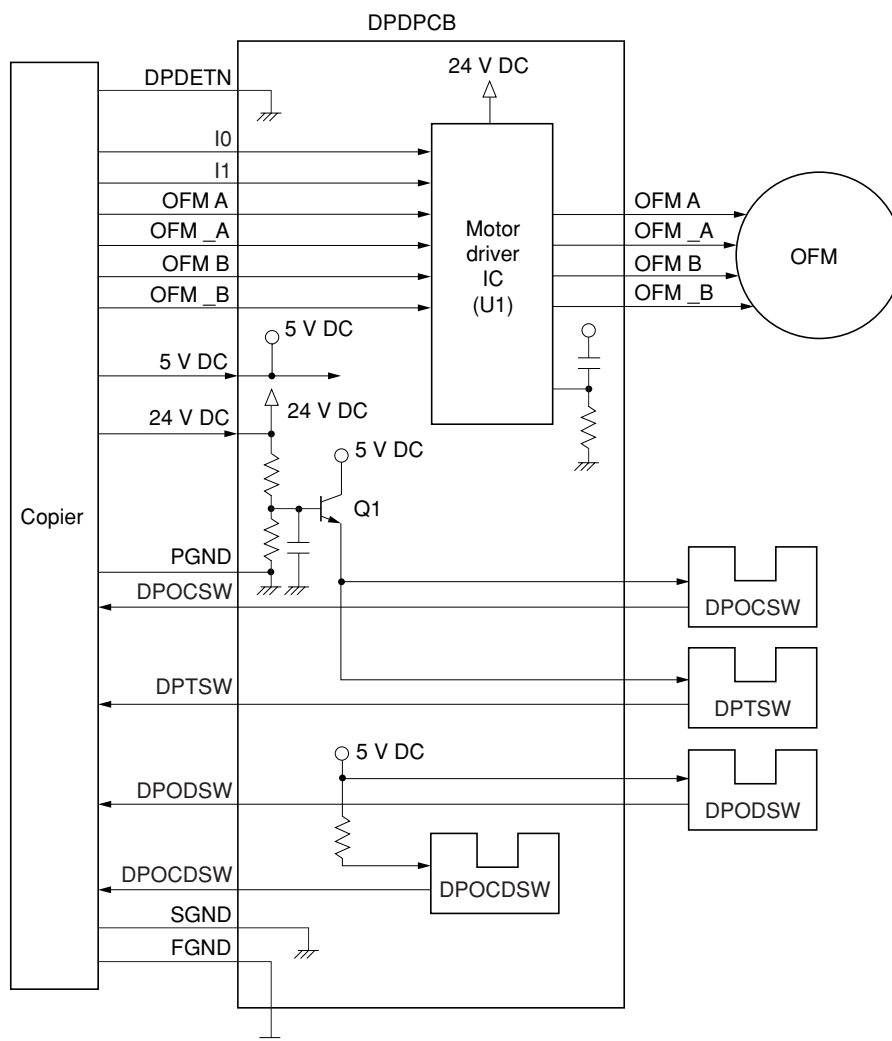 DPDPCB
24 V DC
DPDETN
I0
I1
OFM A
OFM _A
OFM B
OFM _B
Motor
driver
IC
(U1)
OFM A
OFM _A
OFM B
OFM _B
OFM
5 V DC
5 V DC
24 V DC
24 V DC
5 V DC
Q1
Copier
PGND
DPOCSW
DPOCSW
DPTSW
DPTSW
5 V DC
DPODSW
DPODSW
DPOCDSW
DPOCDSW
SGND
FGND